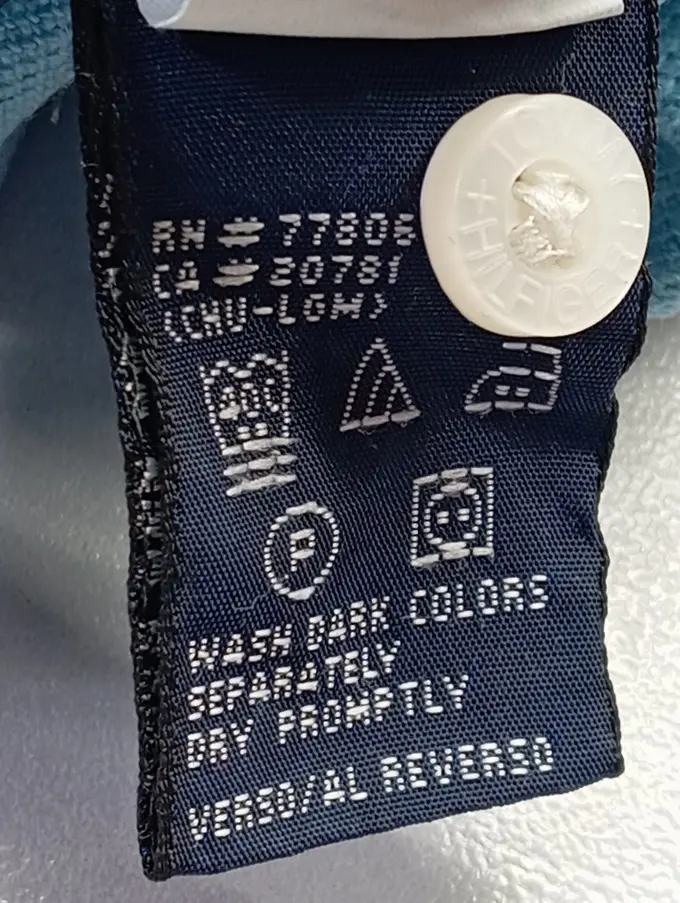 TOMMY
HILFIGER
RN # 77806
CA # 20781
(CHU-LGM)
P
WASH DARK COLORS
SEPARATELY
DRY PROMPTLY
VERSO/AL REVERSO